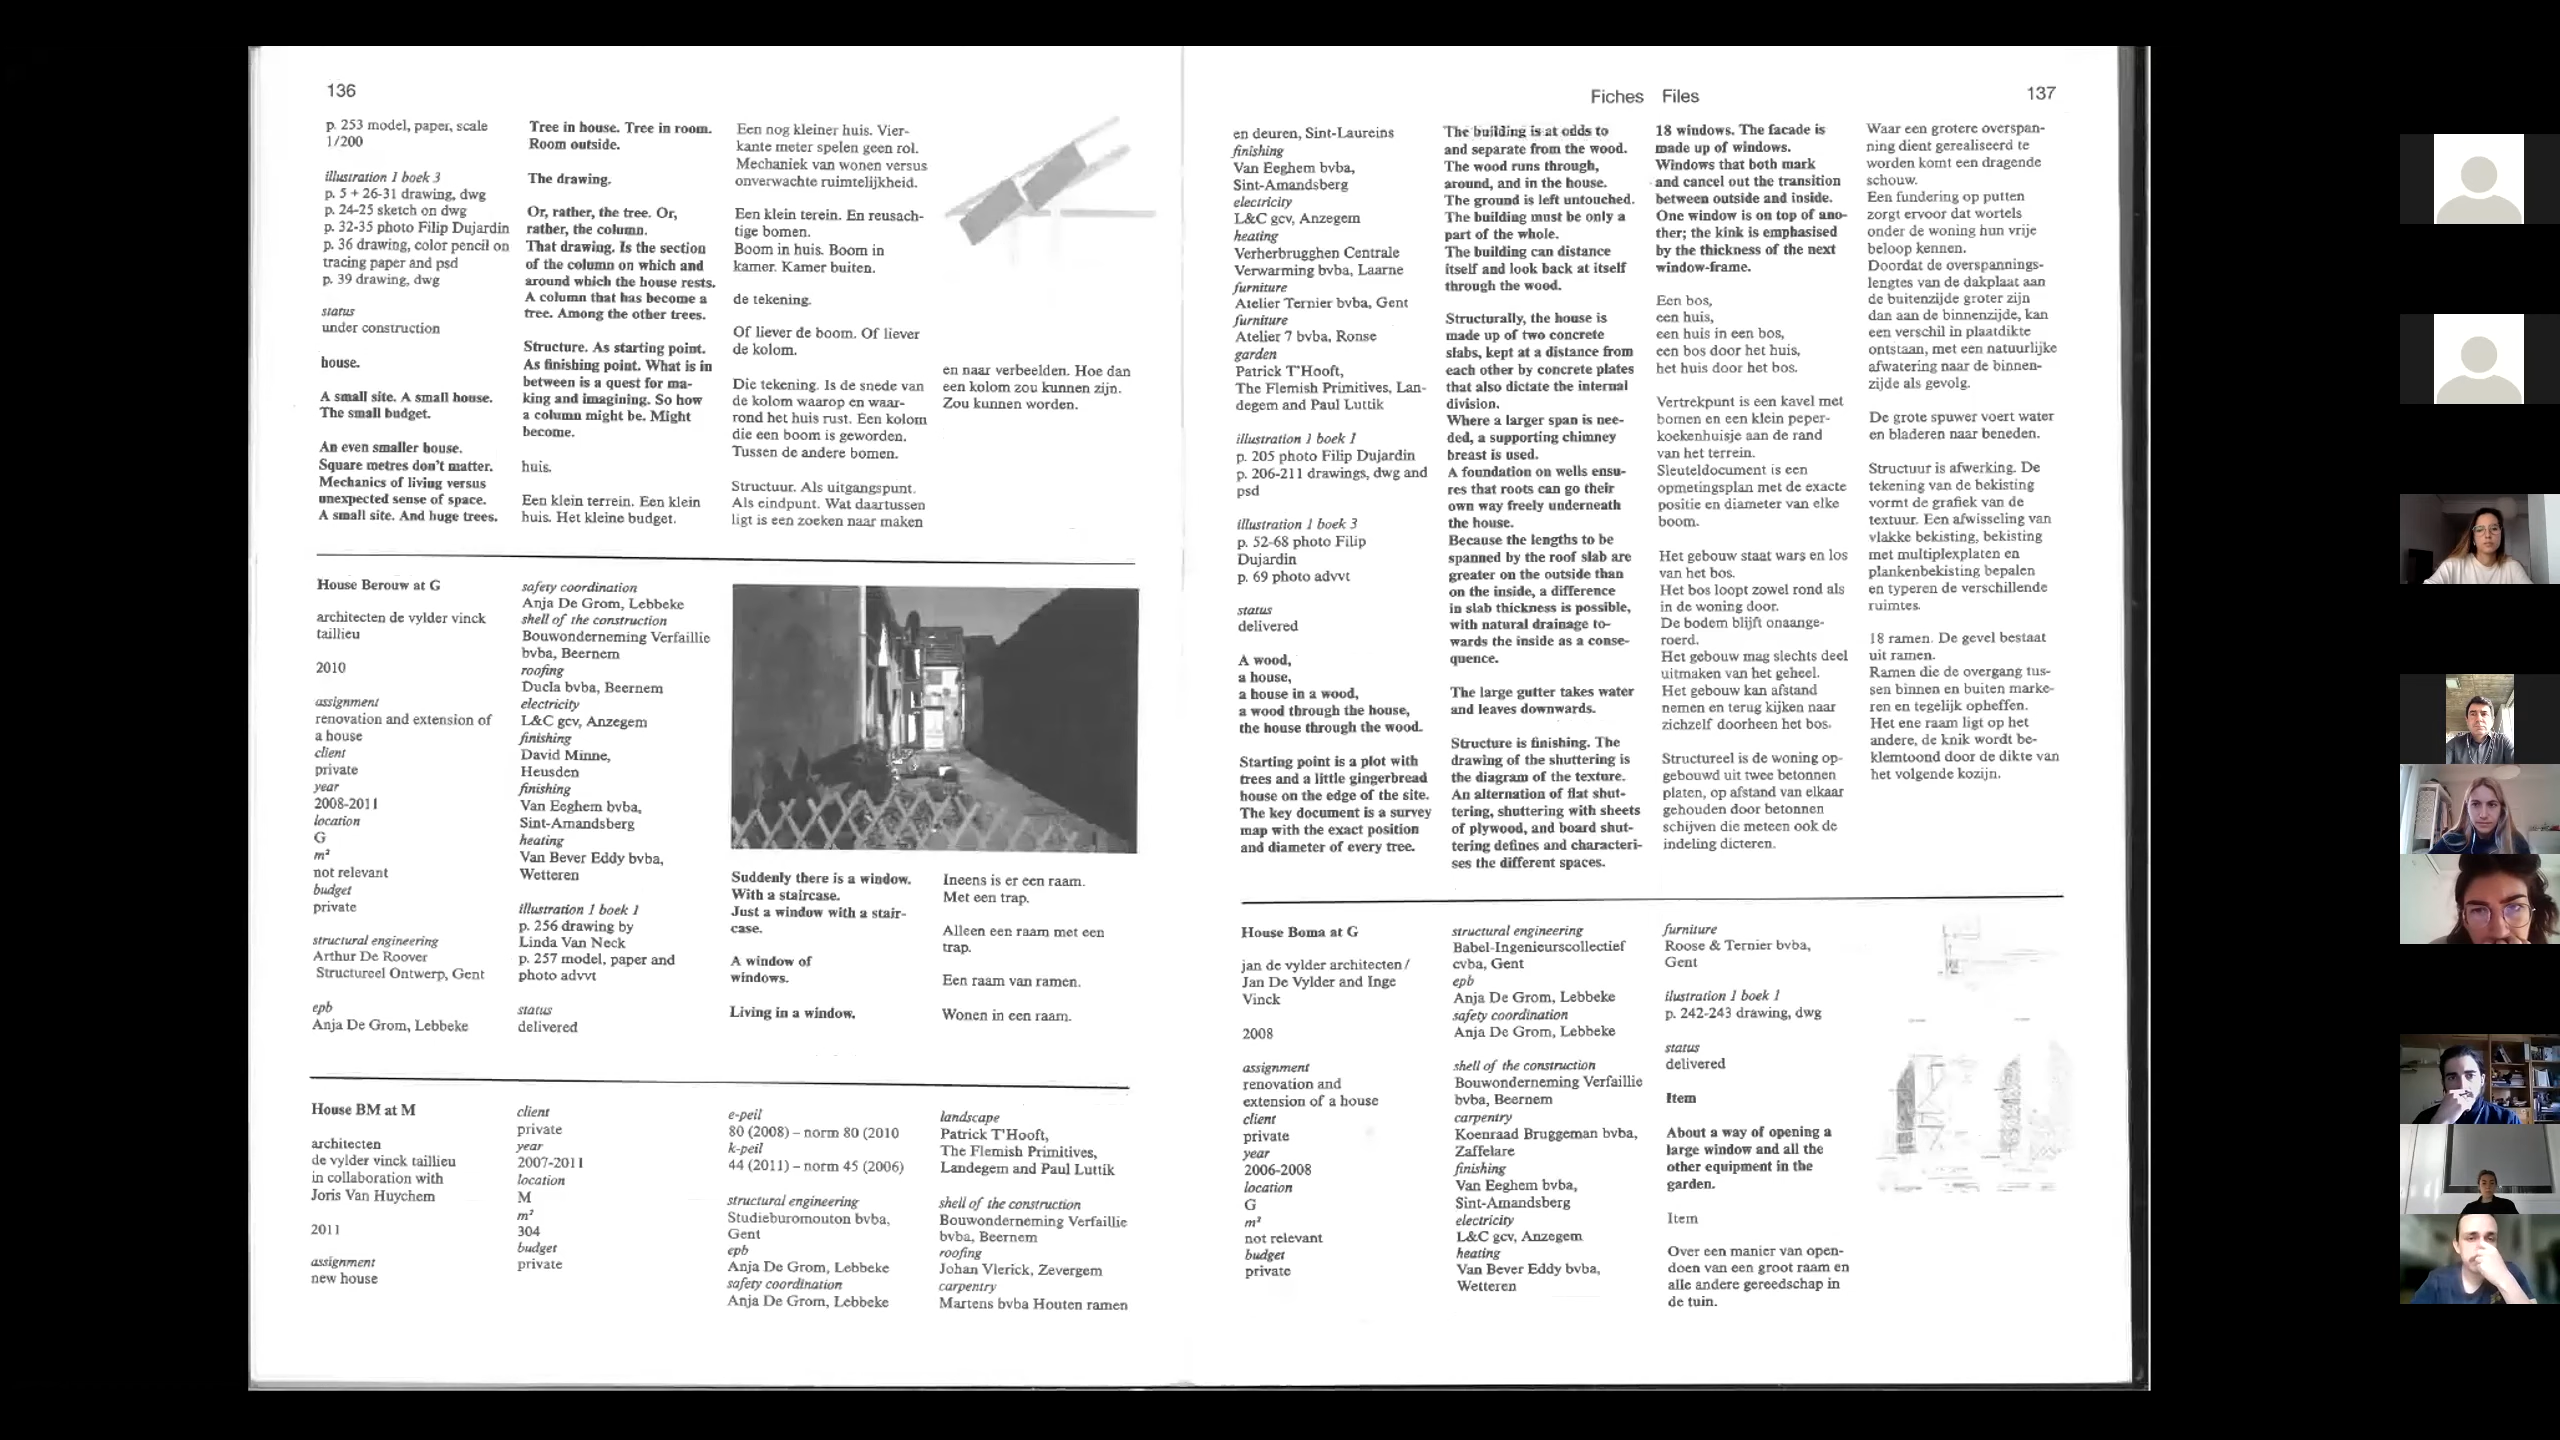 136
p. 253 model, paper, scale
1/200
illustration 1 boek 3
p. 5 + 26-31 drawing, dwg
p. 24-25 sketch on dwg
p. 32-35 photo Filip Dujardin
p. 36 drawing, color pencil on
tracing paper and psd
p. 39 drawing, dwg
status
under construction
house.
A small site. A small house.
The small budget.
An even smaller house.
Square metres don't matter.
Mechanics of living versus
unexpected sense of space.
A small site. And huge trees.
Tree in house. Tree in room.
Room outside.
The drawing.
Or, rather, the tree. Or,
rather, the column.
That drawing. Is the section
of the column on which and
around which the house rests.
A column that has become a
tree. Among the other trees.
Structure. As starting point.
As finishing point. What is in
between is a quest for ma-
king and imagining. So how
a column might be. Might
become.
huis.
Een klein terrein. Een klein
huis. Het kleine budget.
Een nog kleiner huis. Vier-
kante meter spelen geen rol.
Mechaniek van wonen versus
onverwachte ruimtelijkheid.
Een klein terein. En reusach-
tige bomen.
Boom in huis. Boom in
kamer. Kamer buiten.
de tekening.
Of liever de boom. Of liever
de kolom.
Die tekening. Is de snede van
de kolom waarop en waar-
rond het huis rust. Een kolom
die een boom is geworden.
Tussen de andere bomen.
Structuur. Als uitgangspunt.
Als eindpunt. Wat daartussen
ligt is een zoeken naar maken
en naar verbeelden. Hoe dan
een kolom zou kunnen zijn.
Zou kunnen worden.
House Berouw at G
architecten de vylder vinck
taillieu
2010
assignment
renovation and extension of
a house
client
private
year
2008-2011
location
G
m²
not relevant
budget
private
structural engineering
Arthur De Roover
Structureel Ontwerp, Gent
epb
Anja De Grom, Lebbeke
safety coordination
Anja De Grom, Lebbeke
shell of the construction
Bouwonderneming Verfaillie
bvba, Beernem
roofing
Ducla bvba, Beernem
electricity
L&C gcv, Anzegem
finishing
David Minne,
Heusden
finishing
Van Eeghem bvba,
Sint-Amandsberg
heating
Van Bever Eddy bvba,
Wetteren
illustration 1 boek 1
p. 256 drawing by
Linda Van Neck
p. 257 model, paper and
photo advvt
status
delivered
Suddenly there is a window.
With a staircase.
Just a window with a stair-
case.
A window of
windows.
Living in a window.
Ineens is er een raam.
Met een trap.
Alleen een raam met een
trap.
Een raam van ramen.
Wonen in een raam.
House BM at M
architecten
de vylder vinck taillieu
in collaboration with
Joris Van Huychem
2011
assignment
new house
client
private
year
2007-2011
location
M
m²
304
budget
private
e-peil
80 (2008) – norm 80 (2010
k-peil
44 (2011) – norm 45 (2006)
structural engineering
Studieburomouton bvba,
Gent
epb
Anja De Grom, Lebbeke
safety coordination
Anja De Grom, Lebbeke
landscape
Patrick T'Hooft,
The Flemish Primitives,
Landegem and Paul Luttik
shell of the construction
Bouwonderneming Verfaillie
bvba, Beernem
roofing
Johan Vlerick, Zevergem
carpentry
Martens bvba Houten ramen
Fiches Files
137
en deuren, Sint-Laureins
finishing
Van Eeghem bvba,
Sint-Amandsberg
electricity
L&C gcv, Anzegem
heating
Verherbrugghen Centrale
Verwarming bvba, Laarne
furniture
Atelier Ternier bvba, Gent
furniture
Atelier 7 bvba, Ronse
garden
Patrick T'Hooft,
The Flemish Primitives, Lan-
degem and Paul Luttik
illustration 1 boek 1
p. 205 photo Filip Dujardin
p. 206-211 drawings, dwg and
psd
illustration 1 boek 3
p. 52-68 photo Filip
Dujardin
p. 69 photo advvt
status
delivered
A wood,
a house,
a house in a wood,
a wood through the house,
the house through the wood.
Starting point is a plot with
trees and a little gingerbread
house on the edge of the site.
The key document is a survey
map with the exact position
and diameter of every tree.
The building is at odds to
and separate from the wood.
The wood runs through,
around, and in the house.
The ground is left untouched.
The building must be only a
part of the whole.
The building can distance
itself and look back at itself
through the wood.
Structurally, the house is
made up of two concrete
slabs, kept at a distance from
each other by concrete plates
that also dictate the internal
division.
Where a larger span is nee-
ded, a supporting chimney
breast is used.
A foundation on wells ensu-
res that roots can go their
own way freely underneath
the house.
Because the lengths to be
spanned by the roof slab are
greater on the outside than
on the inside, a difference
in slab thickness is possible,
with natural drainage to-
wards the inside as a conse-
quence.
The large gutter takes water
and leaves downwards.
Structure is finishing. The
drawing of the shuttering is
the diagram of the texture.
An alternation of flat shut-
tering, shuttering with sheets
of plywood, and board shut-
tering defines and characteri-
ses the different spaces.
18 windows. The facade is
made up of windows.
Windows that both mark
and cancel out the transition
between outside and inside.
One window is on top of ano-
ther; the kink is emphasised
by the thickness of the next
window-frame.
Een bos,
een huis,
een huis in een bos,
een bos door het huis,
het huis door het bos.
Vertrekpunt is een kavel met
bomen en een klein peper-
koekenhuisje aan de rand
van het terrein.
Sleuteldocument is een
opmetingsplan met de exacte
positie en diameter van elke
boom.
Het gebouw staat wars en los
van het bos.
Het bos loopt zowel rond als
in de woning door.
De bodem blijft onaange-
roerd.
Het gebouw mag slechts deel
uitmaken van het geheel.
Het gebouw kan afstand
nemen en terug kijken naar
zichzelf doorheen het bos.
Structureel is de woning op-
gebouwd uit twee betonnen
platen, op afstand van elkaar
gehouden door betonnen
schijven die meteen ook de
indeling dicteren.
Waar een grotere overspan-
ning dient gerealiseerd te
worden komt een dragende
schouw.
Een fundering op putten
zorgt ervoor dat wortels
onder de woning hun vrije
beloop kennen.
Doordat de overspannings-
lengtes van de dakplaat aan
de buitenzijde groter zijn
dan aan de binnenzijde, kan
een verschil in plaatdikte
ontstaan, met een natuurlijke
afwatering naar de binnen-
zijde als gevolg.
De grote spuwer voert water
en bladeren naar beneden.
Structuur is afwerking. De
tekening van de bekisting
vormt de grafiek van de
textuur. Een afwisseling van
vlakke bekisting, bekisting
met multiplexplaten en
plankenbekisting bepalen
en typeren de verschillende
ruimtes.
18 ramen. De gevel bestaat
uit ramen.
Ramen die de overgang tus-
sen binnen en buiten marke-
ren en tegelijk opheffen.
Het ene raam ligt op het
andere, de knik wordt be-
klemtoond door de dikte van
het volgende kozijn.
House Boma at G
jan de vylder architecten /
Jan De Vylder and Inge
Vinck
2008
assignment
renovation and
extension of a house
client
private
year
2006-2008
location
G
m²
not relevant
budget
private
structural engineering
Babel-Ingenieurscollectief
cvba, Gent
epb
Anja De Grom, Lebbeke
safety coordination
Anja De Grom, Lebbeke
shell of the construction
Bouwonderneming Verfaillie
bvba, Beernem
carpentry
Koenraad Bruggeman bvba,
Zaffelare
finishing
Van Eeghem bvba,
Sint-Amandsberg
electricity
L&C gcv, Anzegem
heating
Van Bever Eddy bvba,
Wetteren
furniture
Roose & Ternier bvba,
Gent
ilustration 1 boek 1
p. 242-243 drawing, dwg
status
delivered
Item
About a way of opening a
large window and all the
other equipment in the
garden.
Item
Over een manier van open-
doen van een groot raam en
alle andere gereedschap in
de tuin.